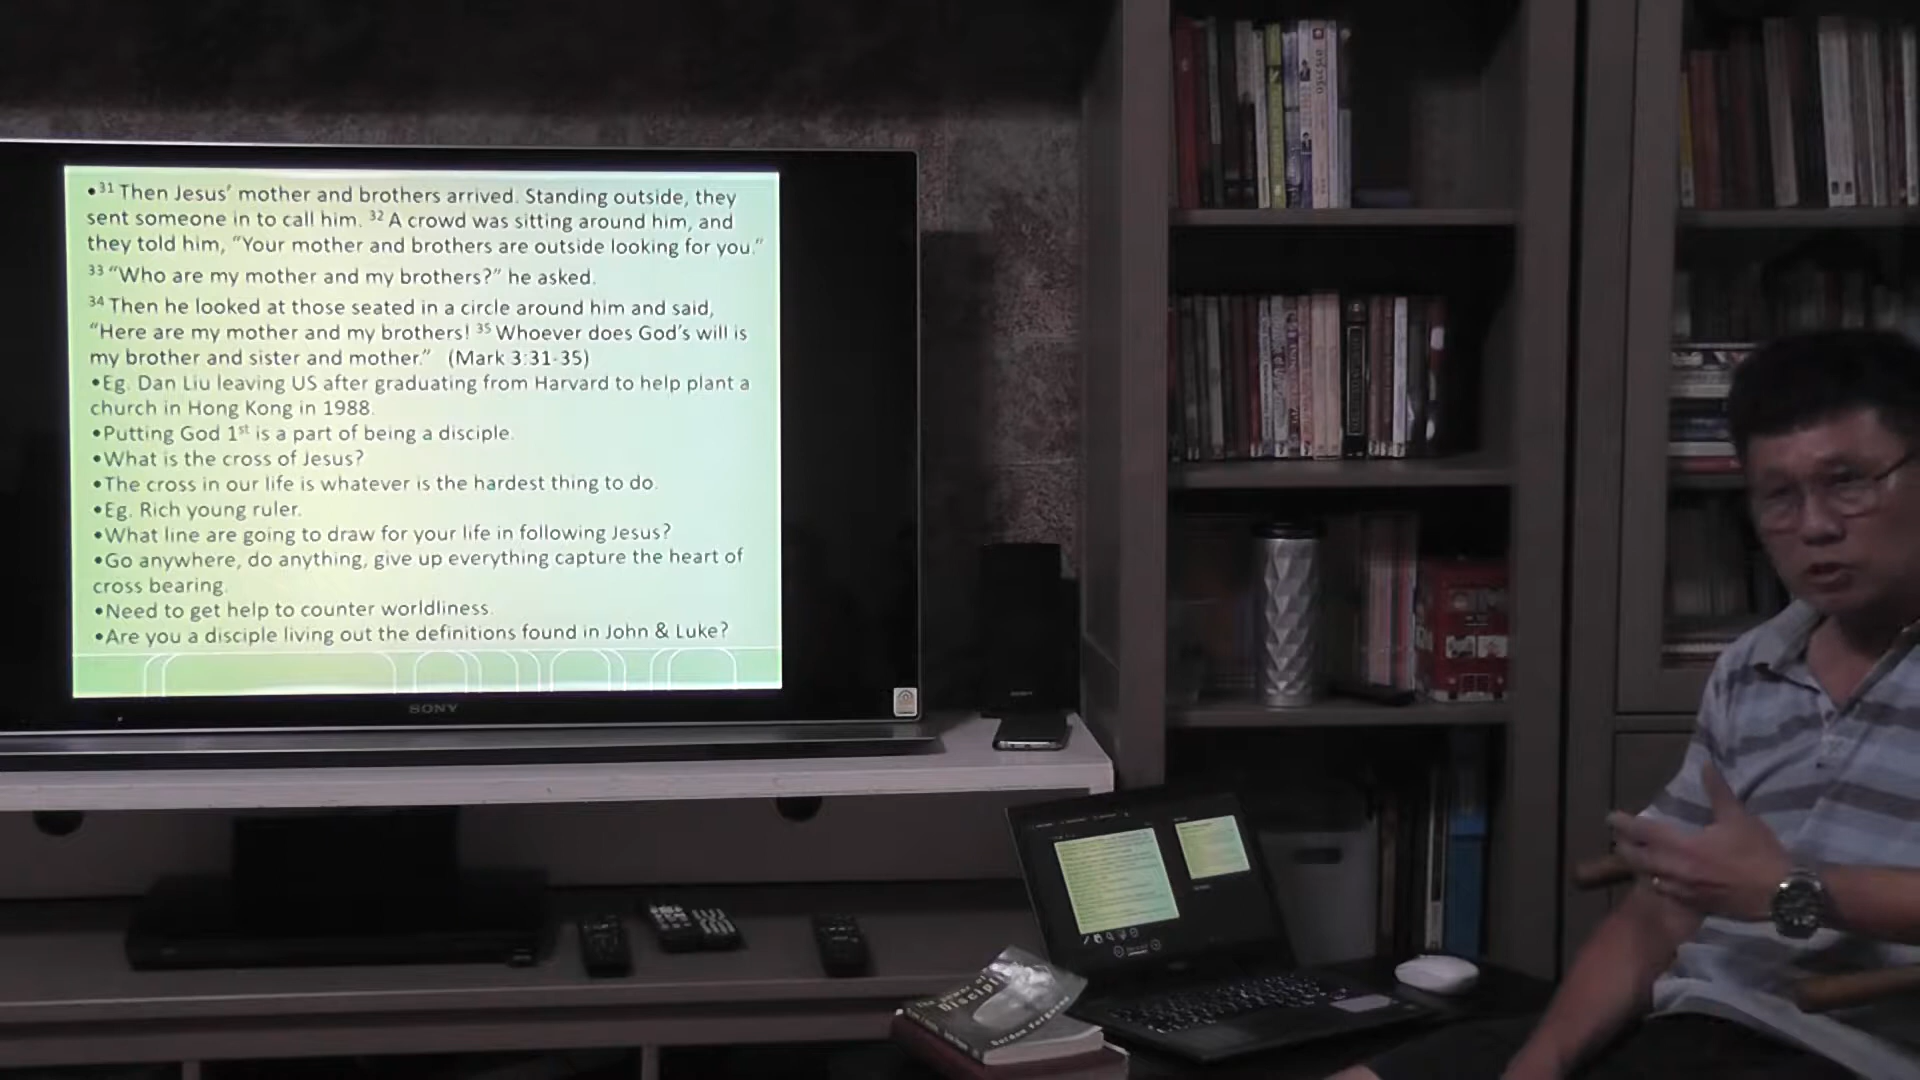 •31 Then Jesus’ mother and brothers arrived. Standing outside, they
sent someone in to call him. 32 A crowd was sitting around him, and
they told him, “Your mother and brothers are outside looking for you.”
33 “Who are my mother and my brothers?” he asked.
34 Then he looked at those seated in a circle around him and said,
“Here are my mother and my brothers! 35 Whoever does God’s will is
my brother and sister and mother.” (Mark 3:31-35)
•Eg. Dan Liu leaving US after graduating from Harvard to help plant a
church in Hong Kong in 1988.
•Putting God 1st is a part of being a disciple.
•What is the cross of Jesus?
•The cross in our life is whatever is the hardest thing to do.
•Eg. Rich young ruler.
•What line are going to draw for your life in following Jesus?
•Go anywhere, do anything, give up everything capture the heart of
cross bearing.
•Need to get help to counter worldliness.
•Are you a disciple living out the definitions found in John & Luke?
SONY
Gordon Ferguson